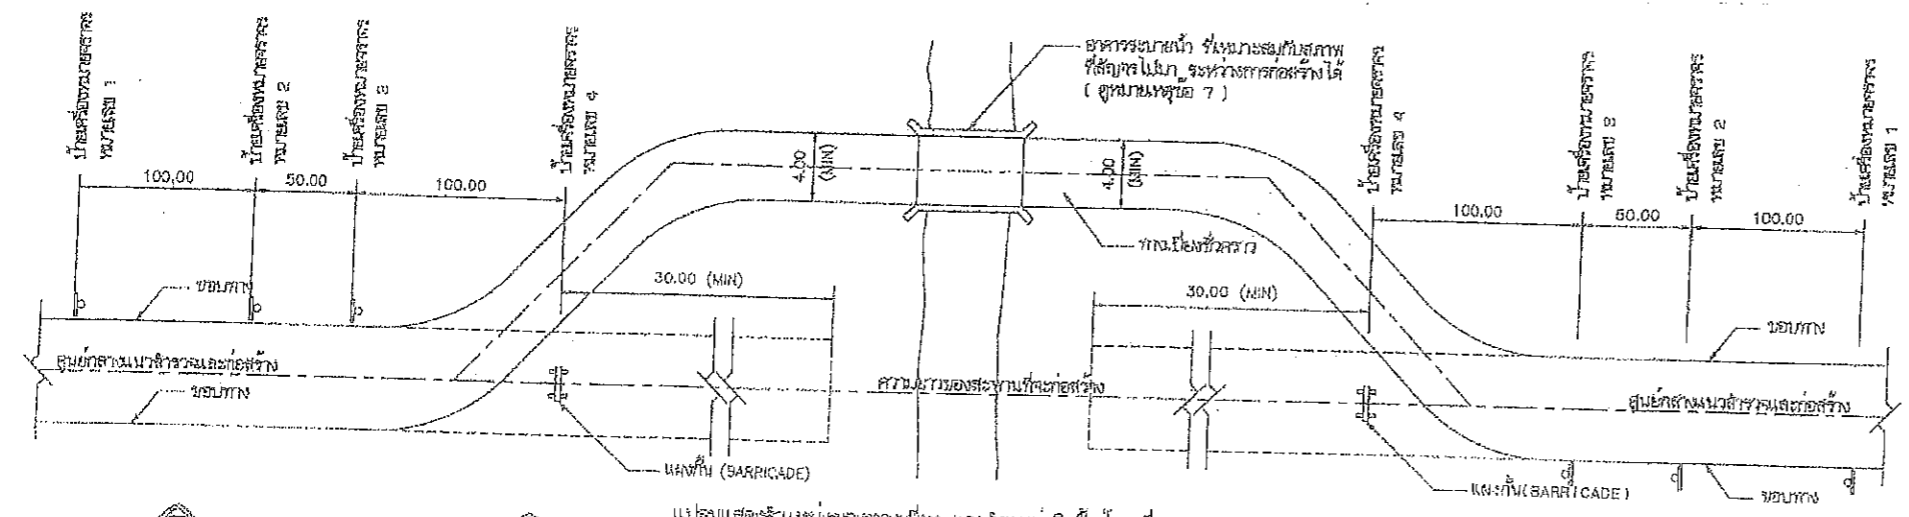 ป้ายเครื่องหมายจราจร
หมายเลข 1
ป้ายเครื่องหมายจราจร
หมายเลข 2
ป้ายเครื่องหมายจราจร
หมายเลข 3
ป้ายเครื่องหมายจราจร
หมายเลข 4
อาคารระบายน้ำ ที่เหมาะสมกับสภาพ
ที่สัญจรไปมา ระหว่างการก่อสร้างได้
( ดูหมายเหตุข้อ 7 )
ป้ายเครื่องหมายจราจร
หมายเลข 4
ป้ายเครื่องหมายจราจร
หมายเลข 3
ป้ายเครื่องหมายจราจร
หมายเลข 2
ป้ายเครื่องหมายจราจร
หมายเลข 1
100.00
50.00
100.00
4.00
(MIN)
4.00
(MIN)
100.00
50.00
100.00
ทางเบี่ยงชั่วคราว
30.00 (MIN)
30.00 (MIN)
ขอบทาง
ขอบทาง
ศูนย์กลางแนวสำรวจและก่อสร้าง
ความยาวของสะพานที่จะก่อสร้าง
ศูนย์กลางแนวสำรวจและก่อสร้าง
ขอบทาง
แผงกั้น (BARRICADE)
แผงกั้น (BARRICADE)
ขอบทาง